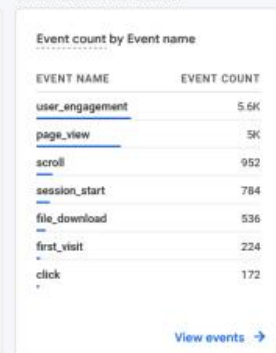 Event count by Event name
EVENT NAME EVENT COUNT
user_engagement 5.6K
page_view 5K
scroll 952
session_start 784
file_download 536
first_visit 224
click 172
View events →